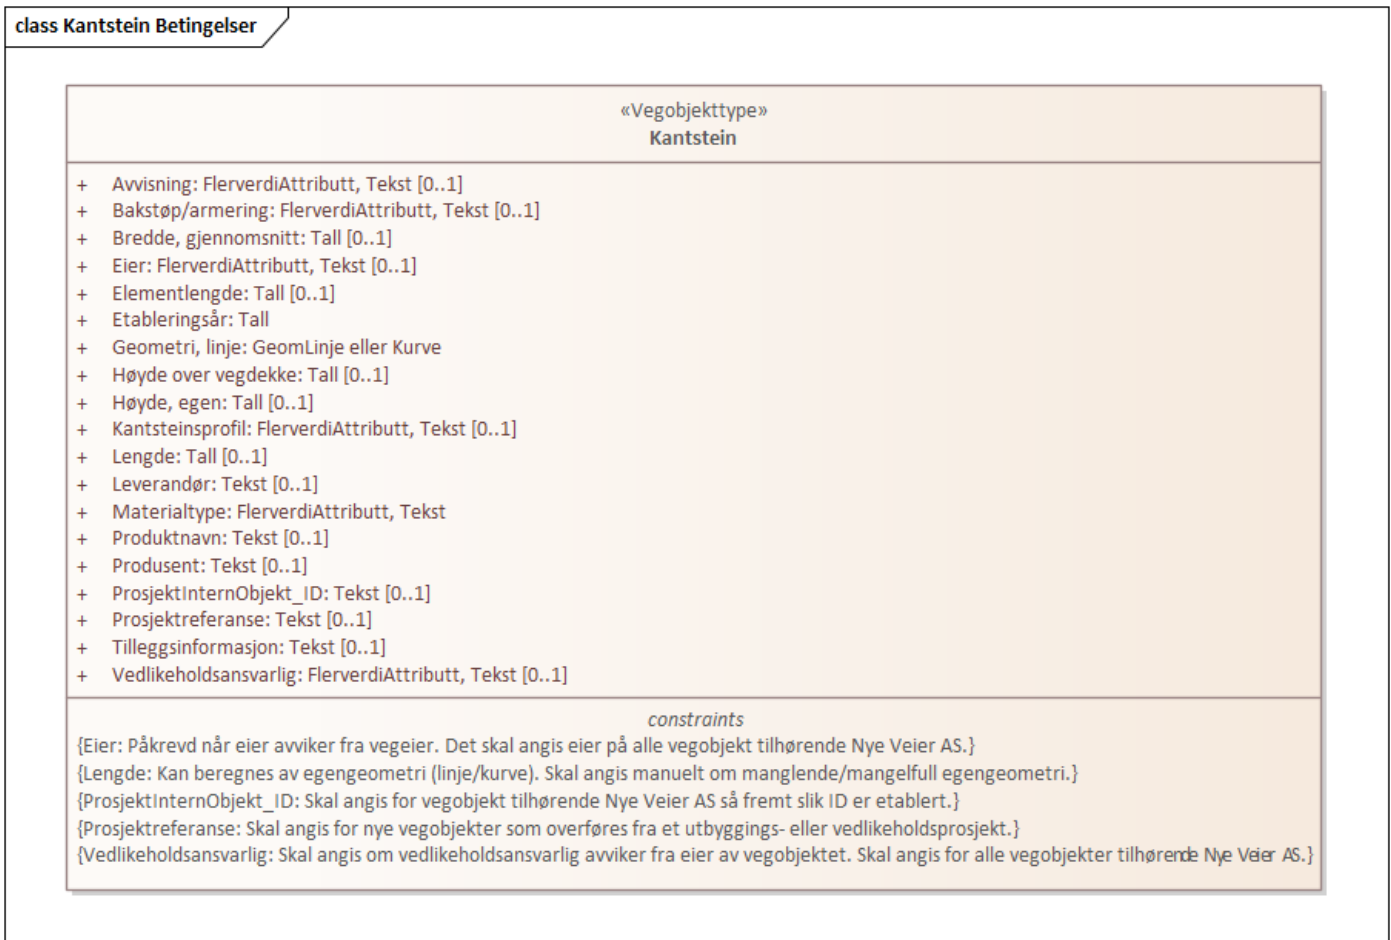 class Kantstein Betingelser
«Vegobjekttype»
Kantstein
+ Avvisning: FlerverdiAttributt, Tekst [0..1]
+ Bakstøp/armering: FlerverdiAttributt, Tekst [0..1]
+ Bredde, gjennomsnitt: Tall [0..1]
+ Eier: FlerverdiAttributt, Tekst [0..1]
+ Elementlengde: Tall [0..1]
+ Etableringsår: Tall
+ Geometri, linje: GeomLinje eller Kurve
+ Høyde over vegdekke: Tall [0..1]
+ Høyde, egen: Tall [0..1]
+ Kantsteinsprofil: FlerverdiAttributt, Tekst [0..1]
+ Lengde: Tall [0..1]
+ Leverandør: Tekst [0..1]
+ Materialtype: FlerverdiAttributt, Tekst
+ Produktnavn: Tekst [0..1]
+ Produsent: Tekst [0..1]
+ ProsjektInternObjekt_ID: Tekst [0..1]
+ Prosjektreferanse: Tekst [0..1]
+ Tilleggsinformasjon: Tekst [0..1]
+ Vedlikeholdsansvarlig: FlerverdiAttributt, Tekst [0..1]
constraints
{Eier: Påkrevd når eier avviker fra vegeier. Det skal angis eier på alle vegobjekt tilhørende Nye Veier AS.}
{Lengde: Kan beregnes av egengeometri (linje/kurve). Skal angis manuelt om manglende/mangelfull egengeometri.}
{ProsjektInternObjekt_ID: Skal angis for vegobjekt tilhørende Nye Veier AS så fremt slik ID er etablert.}
{Prosjektreferanse: Skal angis for nye vegobjekter som overføres fra et utbyggings- eller vedlikeholdsprosjekt.}
{Vedlikeholdsansvarlig: Skal angis om vedlikeholdsansvarlig avviker fra eier av vegobjektet. Skal angis for alle vegobjekter tilhørende Nye Veier AS.}